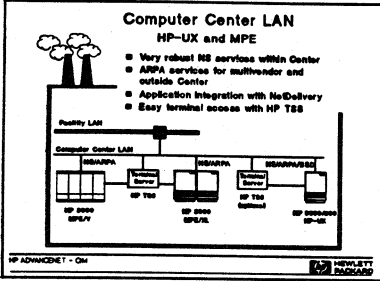 Computer Center LAN
HP-UX and MPE
Very robust NS services within Center
ARPA services for multivendor and
outside Center
Application Integration with NetDelivery
Easy terminal access with HP TSS
Facility LAN
Computer Center LAN
NS/ARPA
NS/ARPA
NS/ARPA/BSD
Terminal
Server
Terminal
Server
HP TSS
HP TSS
(optional)
MPE/V
MPE/XL
HP-UX
HP ADVANCENET -
HEWLETT
PACKARD